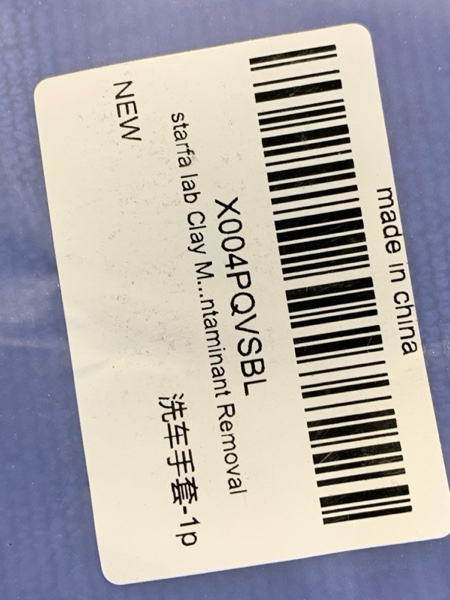 made in china
X004PQVSBL
starfa lab Clay M...ntaminant Removal
NEW
洗车手套-1p